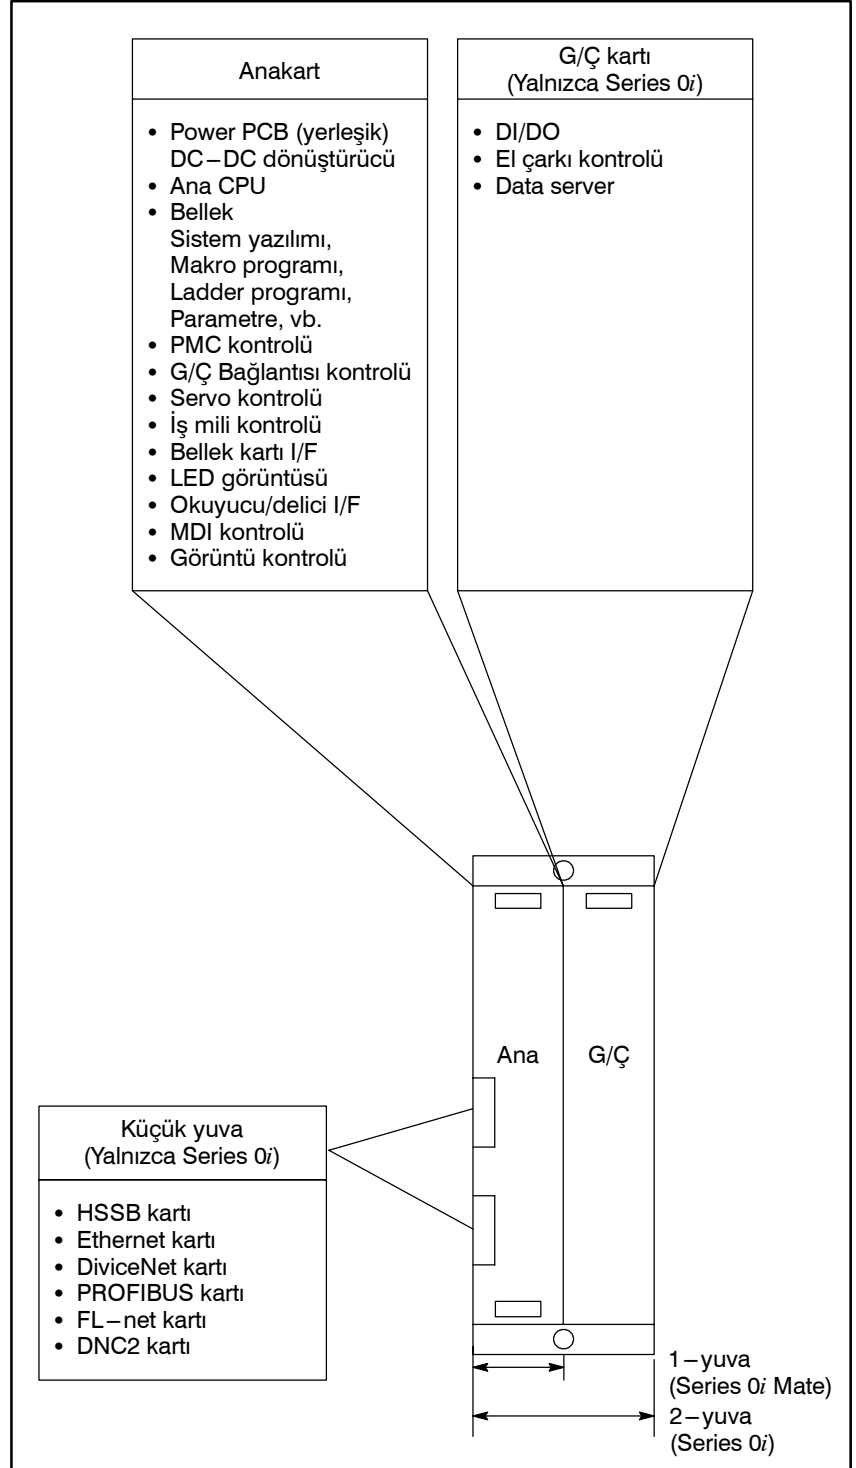 Anakart
• Power PCB (yerleşik)
DC−DC dönüştürücü
• Ana CPU
• Bellek
Sistem yazılımı,
Makro programı,
Ladder programı,
Parametre, vb.
• PMC kontrolü
• G/Ç Bağlantısı kontrolü
• Servo kontrolü
• İş mili kontrolü
• Bellek kartı I/F
• LED görüntüsü
• Okuyucu/delici I/F
• MDI kontrolü
• Görüntü kontrolü
G/Ç kartı
(Yalnızca Series 0i)
• DI/DO
• El çarkı kontrolü
• Data server
Ana
G/Ç
Küçük yuva
(Yalnızca Series 0i)
• HSSB kartı
• Ethernet kartı
• DiviceNet kartı
• PROFIBUS kartı
• FL−net kartı
• DNC2 kartı
1−yuva
(Series 0i Mate)
2−yuva
(Series 0i)